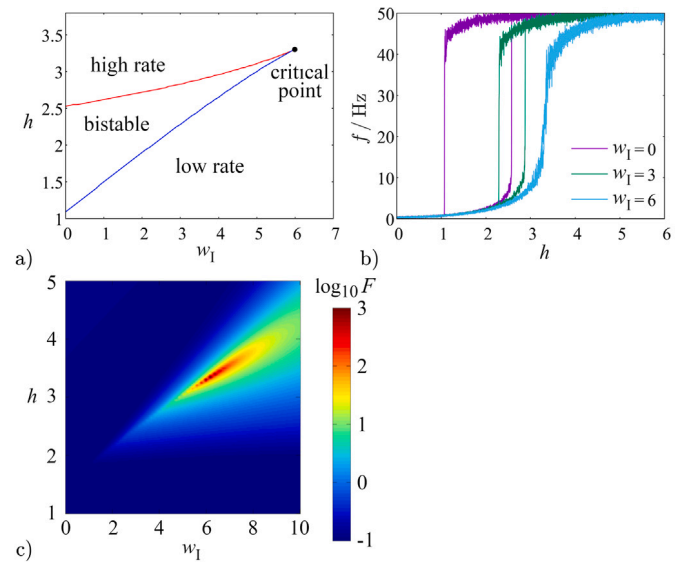 4
3.5
3
h
2.5
2
1.5
1
high rate
bistable
low rate
critical
point
0
1
2
3
4
5
6
7
w_I
a)
50
40
30
20
10
0
f / Hz
w_I = 0
w_I = 3
w_I = 6
0
1
2
3
4
5
6
h
b)
5
4
h
3
2
1
0
2
4
6
8
10
w_I
c)
log₁₀ F
3
2
1
0
-1